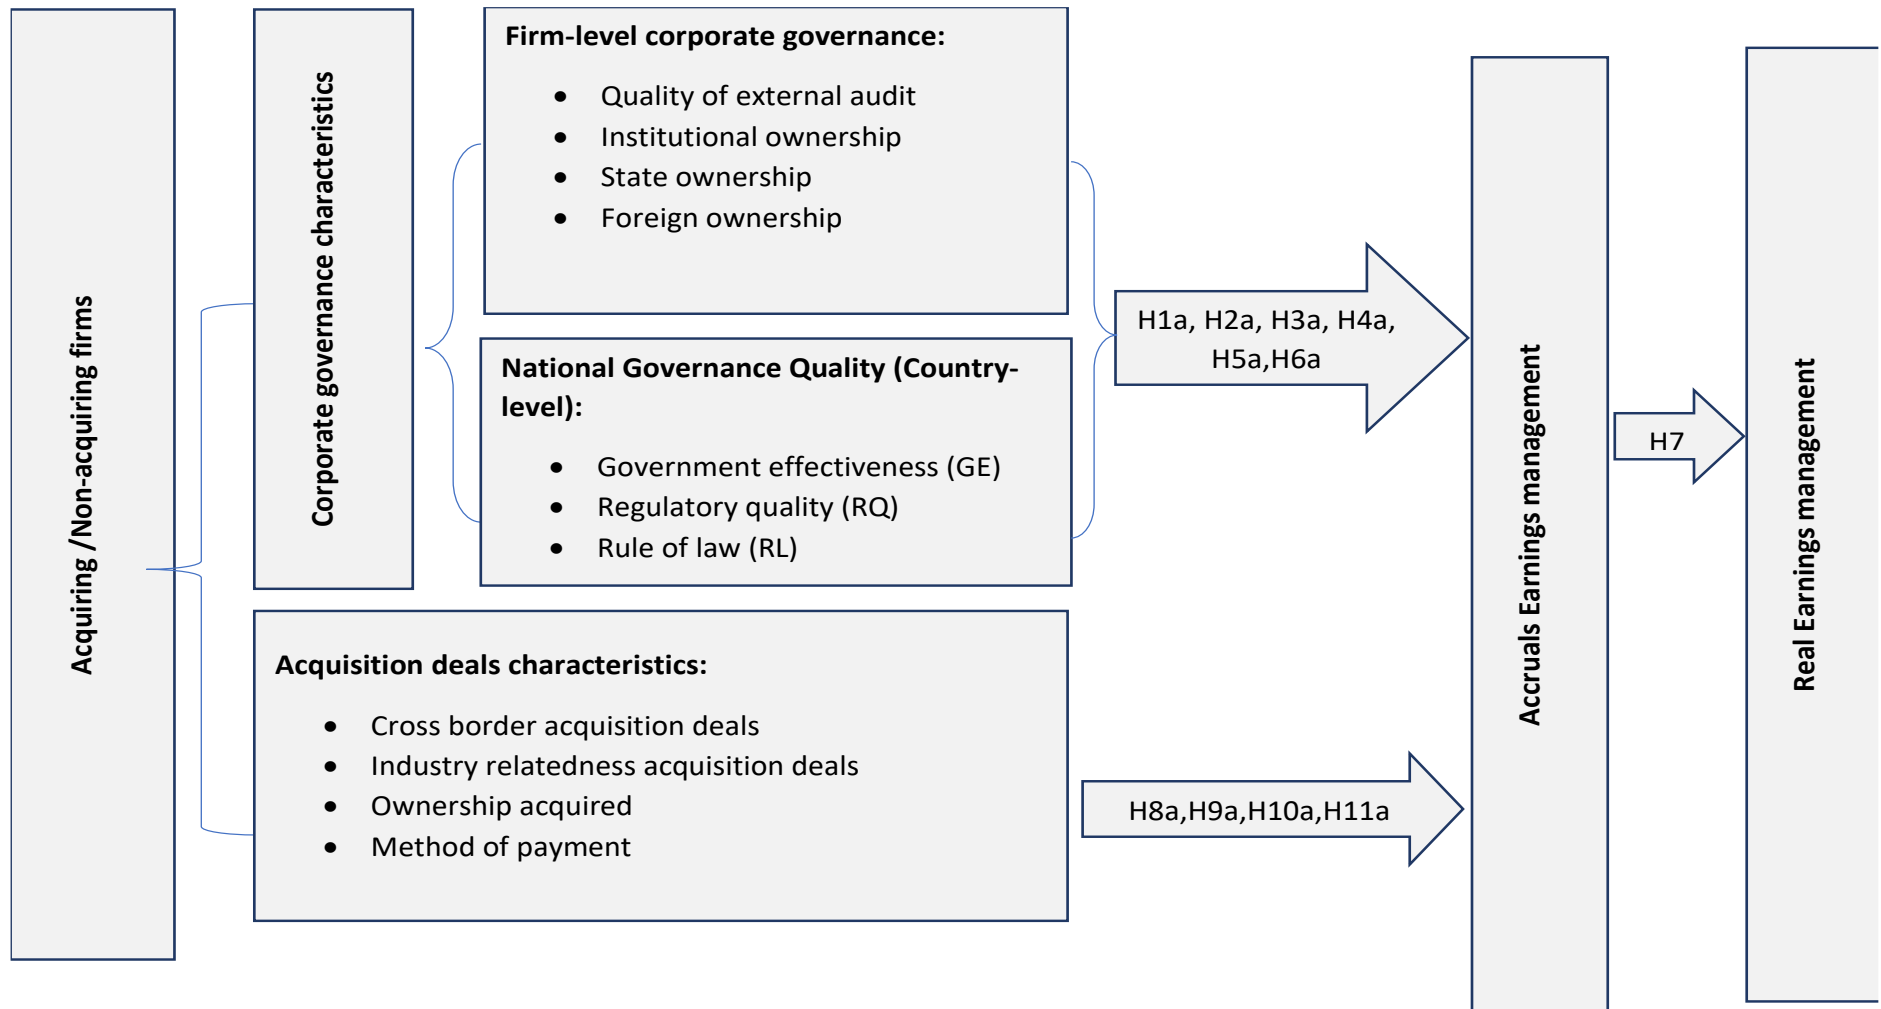 Acquiring /Non-acquiring firms
Corporate governance characteristics
Firm-level corporate governance:
• Quality of external audit
• Institutional ownership
• State ownership
• Foreign ownership
National Governance Quality (Country-
level):
• Government effectiveness (GE)
• Regulatory quality (RQ)
• Rule of law (RL)
Acquisition deals characteristics:
• Cross border acquisition deals
• Industry relatedness acquisition deals
• Ownership acquired
• Method of payment
H1a, H2a, H3a, H4a,
H5a,H6a
H8a,H9a,H10a,H11a
Accruals Earnings management
H7
Real Earnings management